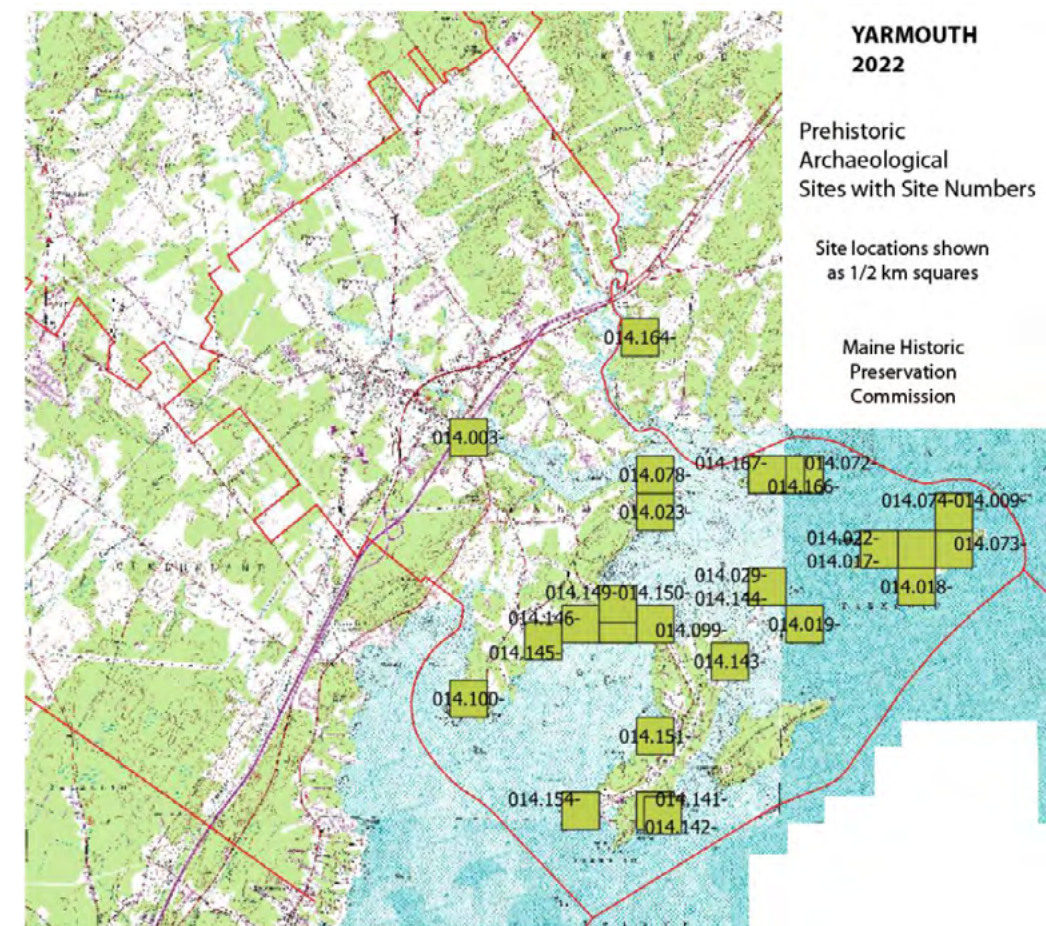 YARMOUTH
2022
Prehistoric
Archaeological
Sites with Site Numbers
Site locations shown
as 1/2 km squares
Maine Historic
Preservation
Commission
014.164-
014.003-
014.078-
014.167-
014.072-
014.166-
014.023-
014.074-014.009-
014.022-
014.073-
014.017-
014.018-
014.029-
014.144-
014.019-
014.149-014.150-
014.146-
014.099-
014.145-
014.143-
014.100-
014.151-
014.154-
014.141-
014.142-